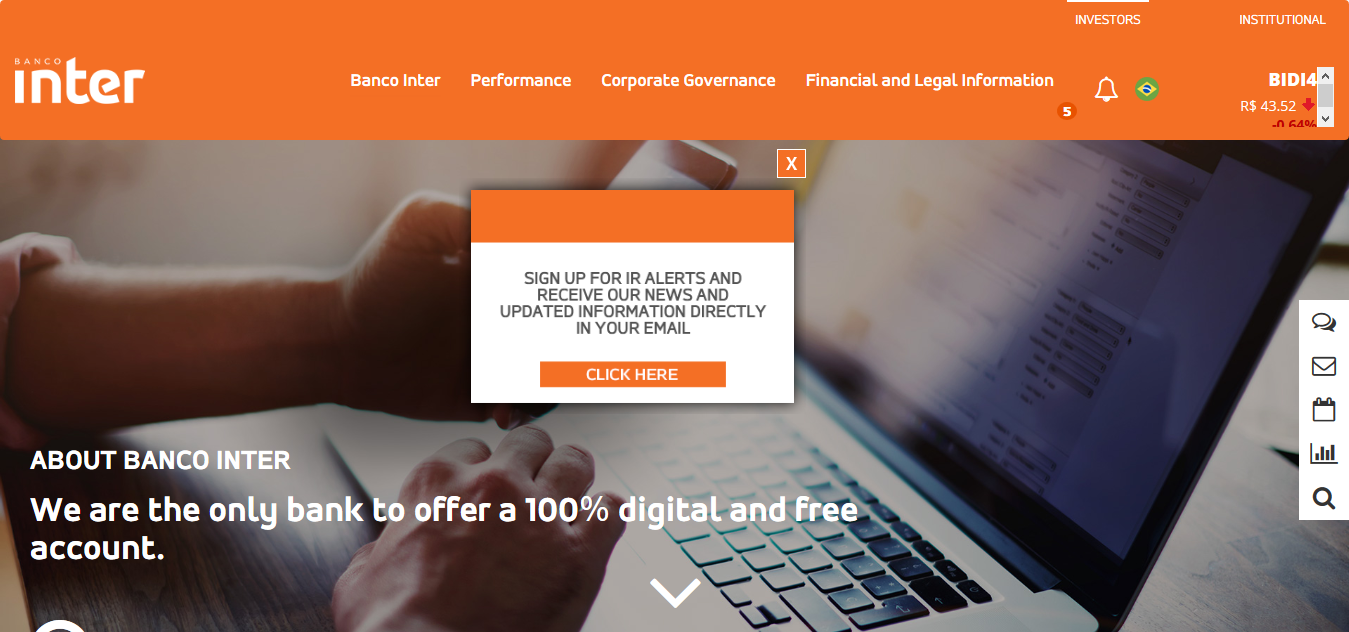 INVESTORS
INSTITUTIONAL
BANCO
inter
Banco Inter
Performance
Corporate Governance
Financial and Legal Information
5
BIDI4
R$ 43.52
-0.64%
X
SIGN UP FOR IR ALERTS AND
RECEIVE OUR NEWS AND
UPDATED INFORMATION DIRECTLY
IN YOUR EMAIL
CLICK HERE
ABOUT BANCO INTER
We are the only bank to offer a 100% digital and free
account.